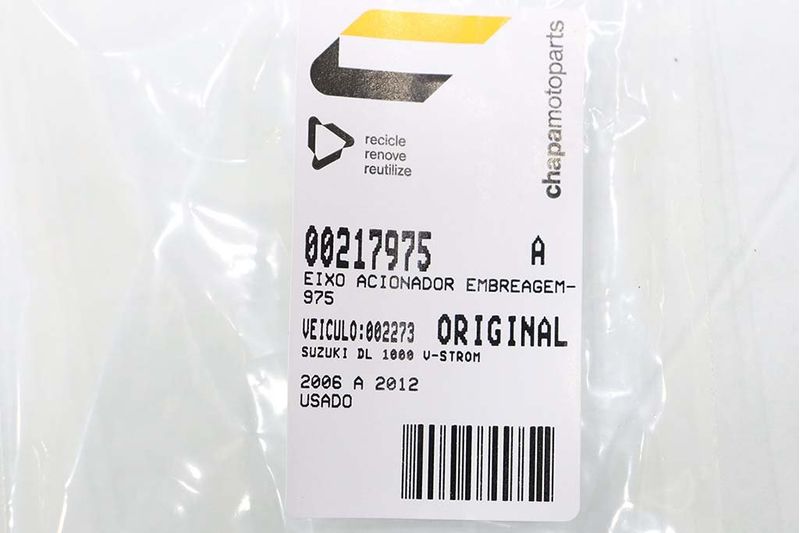 chapamotoparts
recicle
renove
reutilize
00217975 A
EIXO ACIONADOR EMBREAGEM-
975
VEICULO:002273 ORIGINAL
SUZUKI DL 1000 V-STROM
2006 A 2012
USADO